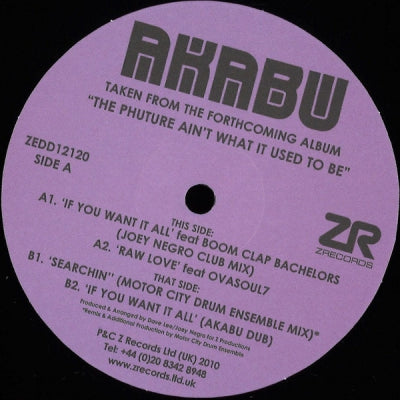 AKABU
TAKEN FROM THE FORTHCOMING ALBUM
"THE PHUTURE AIN'T WHAT IT USED TO BE"
ZEDD12120
SIDE A
THIS SIDE:
A1. 'IF YOU WANT IT ALL' feat BOOM CLAP BACHELORS
(JOEY NEGRO CLUB MIX)
A2. 'RAW LOVE' feat OVASOUL7
THAT SIDE:
B1. 'SEARCHIN'' (MOTOR CITY DRUM ENSEMBLE MIX)*
B2. 'IF YOU WANT IT ALL' (AKABU DUB)
Produced & Arranged by Dave Lee/Joey Negro for Z Productions
*Remix & Additional Production by Motor City Drum Ensemble
P&C Z Records Ltd (UK) 2010
Tel: +44 (0)20 8342 8948
www.zrecords.ltd.uk
ZR
ZRECORDS